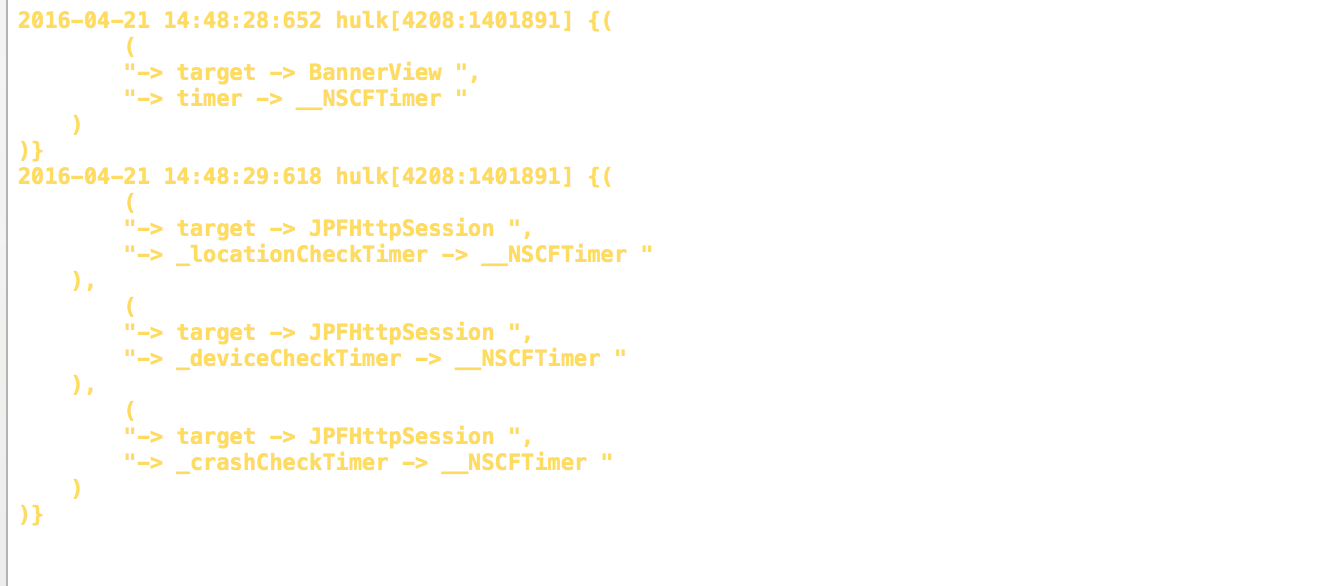 2016-04-21 14:48:28:652 hulk[4208:1401891] {(
        (
        "-> target -> BannerView ",
        "-> timer -> __NSCFTimer "
    )
)}
2016-04-21 14:48:29:618 hulk[4208:1401891] {(
        (
        "-> target -> JPFHttpSession ",
        "-> _locationCheckTimer -> __NSCFTimer "
    ),
        (
        "-> target -> JPFHttpSession ",
        "-> _deviceCheckTimer -> __NSCFTimer "
    ),
        (
        "-> target -> JPFHttpSession ",
        "-> _crashCheckTimer -> __NSCFTimer "
    )
)}